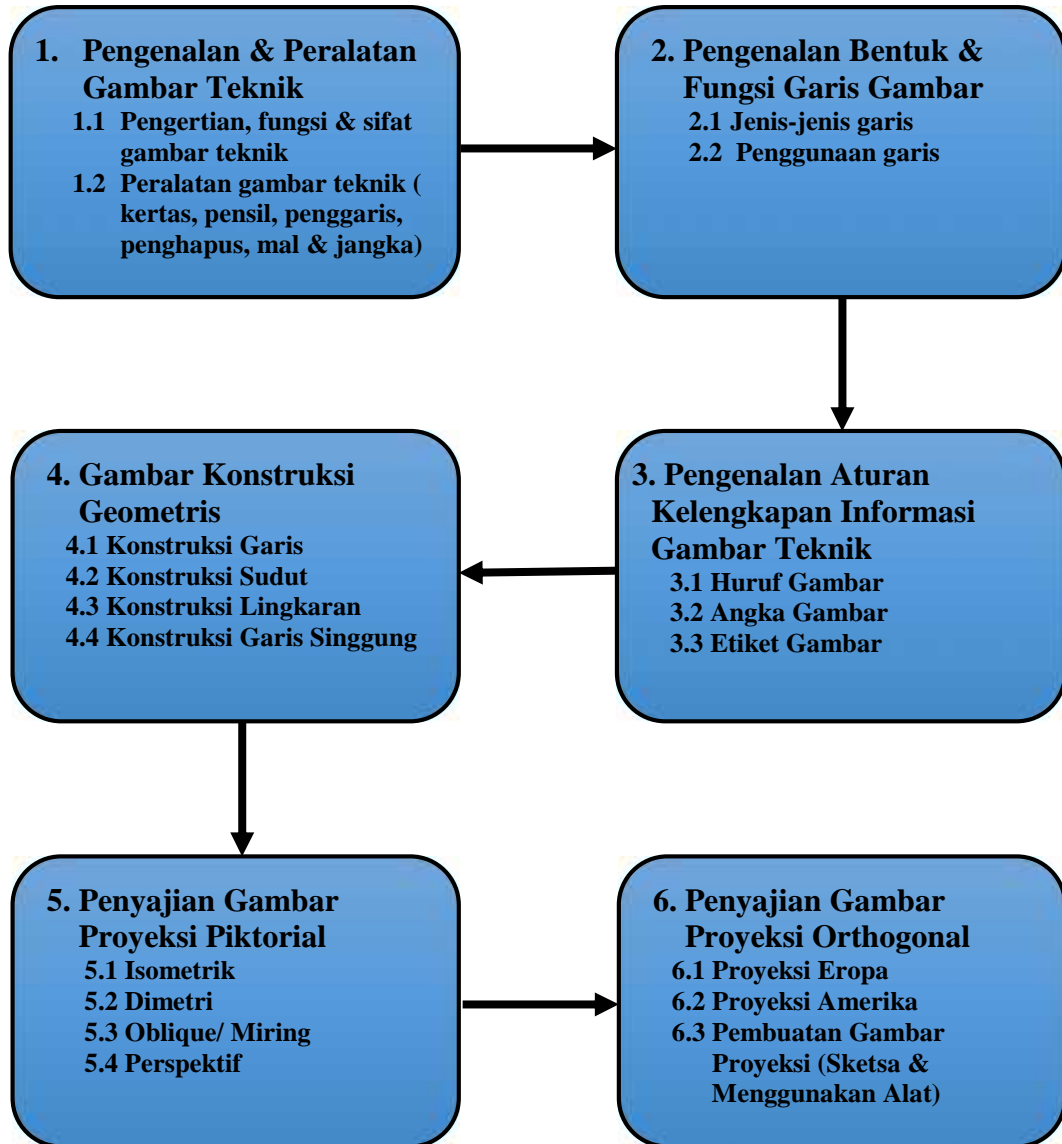 1. Pengenalan & Peralatan
Gambar Teknik
1.1 Pengertian, fungsi & sifat
gambar teknik
1.2 Peralatan gambar teknik (
kertas, pensil, penggaris,
penghapus, mal & jangka)
2. Pengenalan Bentuk &
Fungsi Garis Gambar
2.1 Jenis-jenis garis
2.2 Penggunaan garis
3. Pengenalan Aturan
Kelengkapan Informasi
Gambar Teknik
3.1 Huruf Gambar
3.2 Angka Gambar
3.3 Etiket Gambar
4. Gambar Konstruksi
Geometris
4.1 Konstruksi Garis
4.2 Konstruksi Sudut
4.3 Konstruksi Lingkaran
4.4 Konstruksi Garis Singgung
5. Penyajian Gambar
Proyeksi Piktorial
5.1 Isometrik
5.2 Dimetri
5.3 Oblique/ Miring
5.4 Perspektif
6. Penyajian Gambar
Proyeksi Orthogonal
6.1 Proyeksi Eropa
6.2 Proyeksi Amerika
6.3 Pembuatan Gambar
Proyeksi (Sketsa &
Menggunakan Alat)